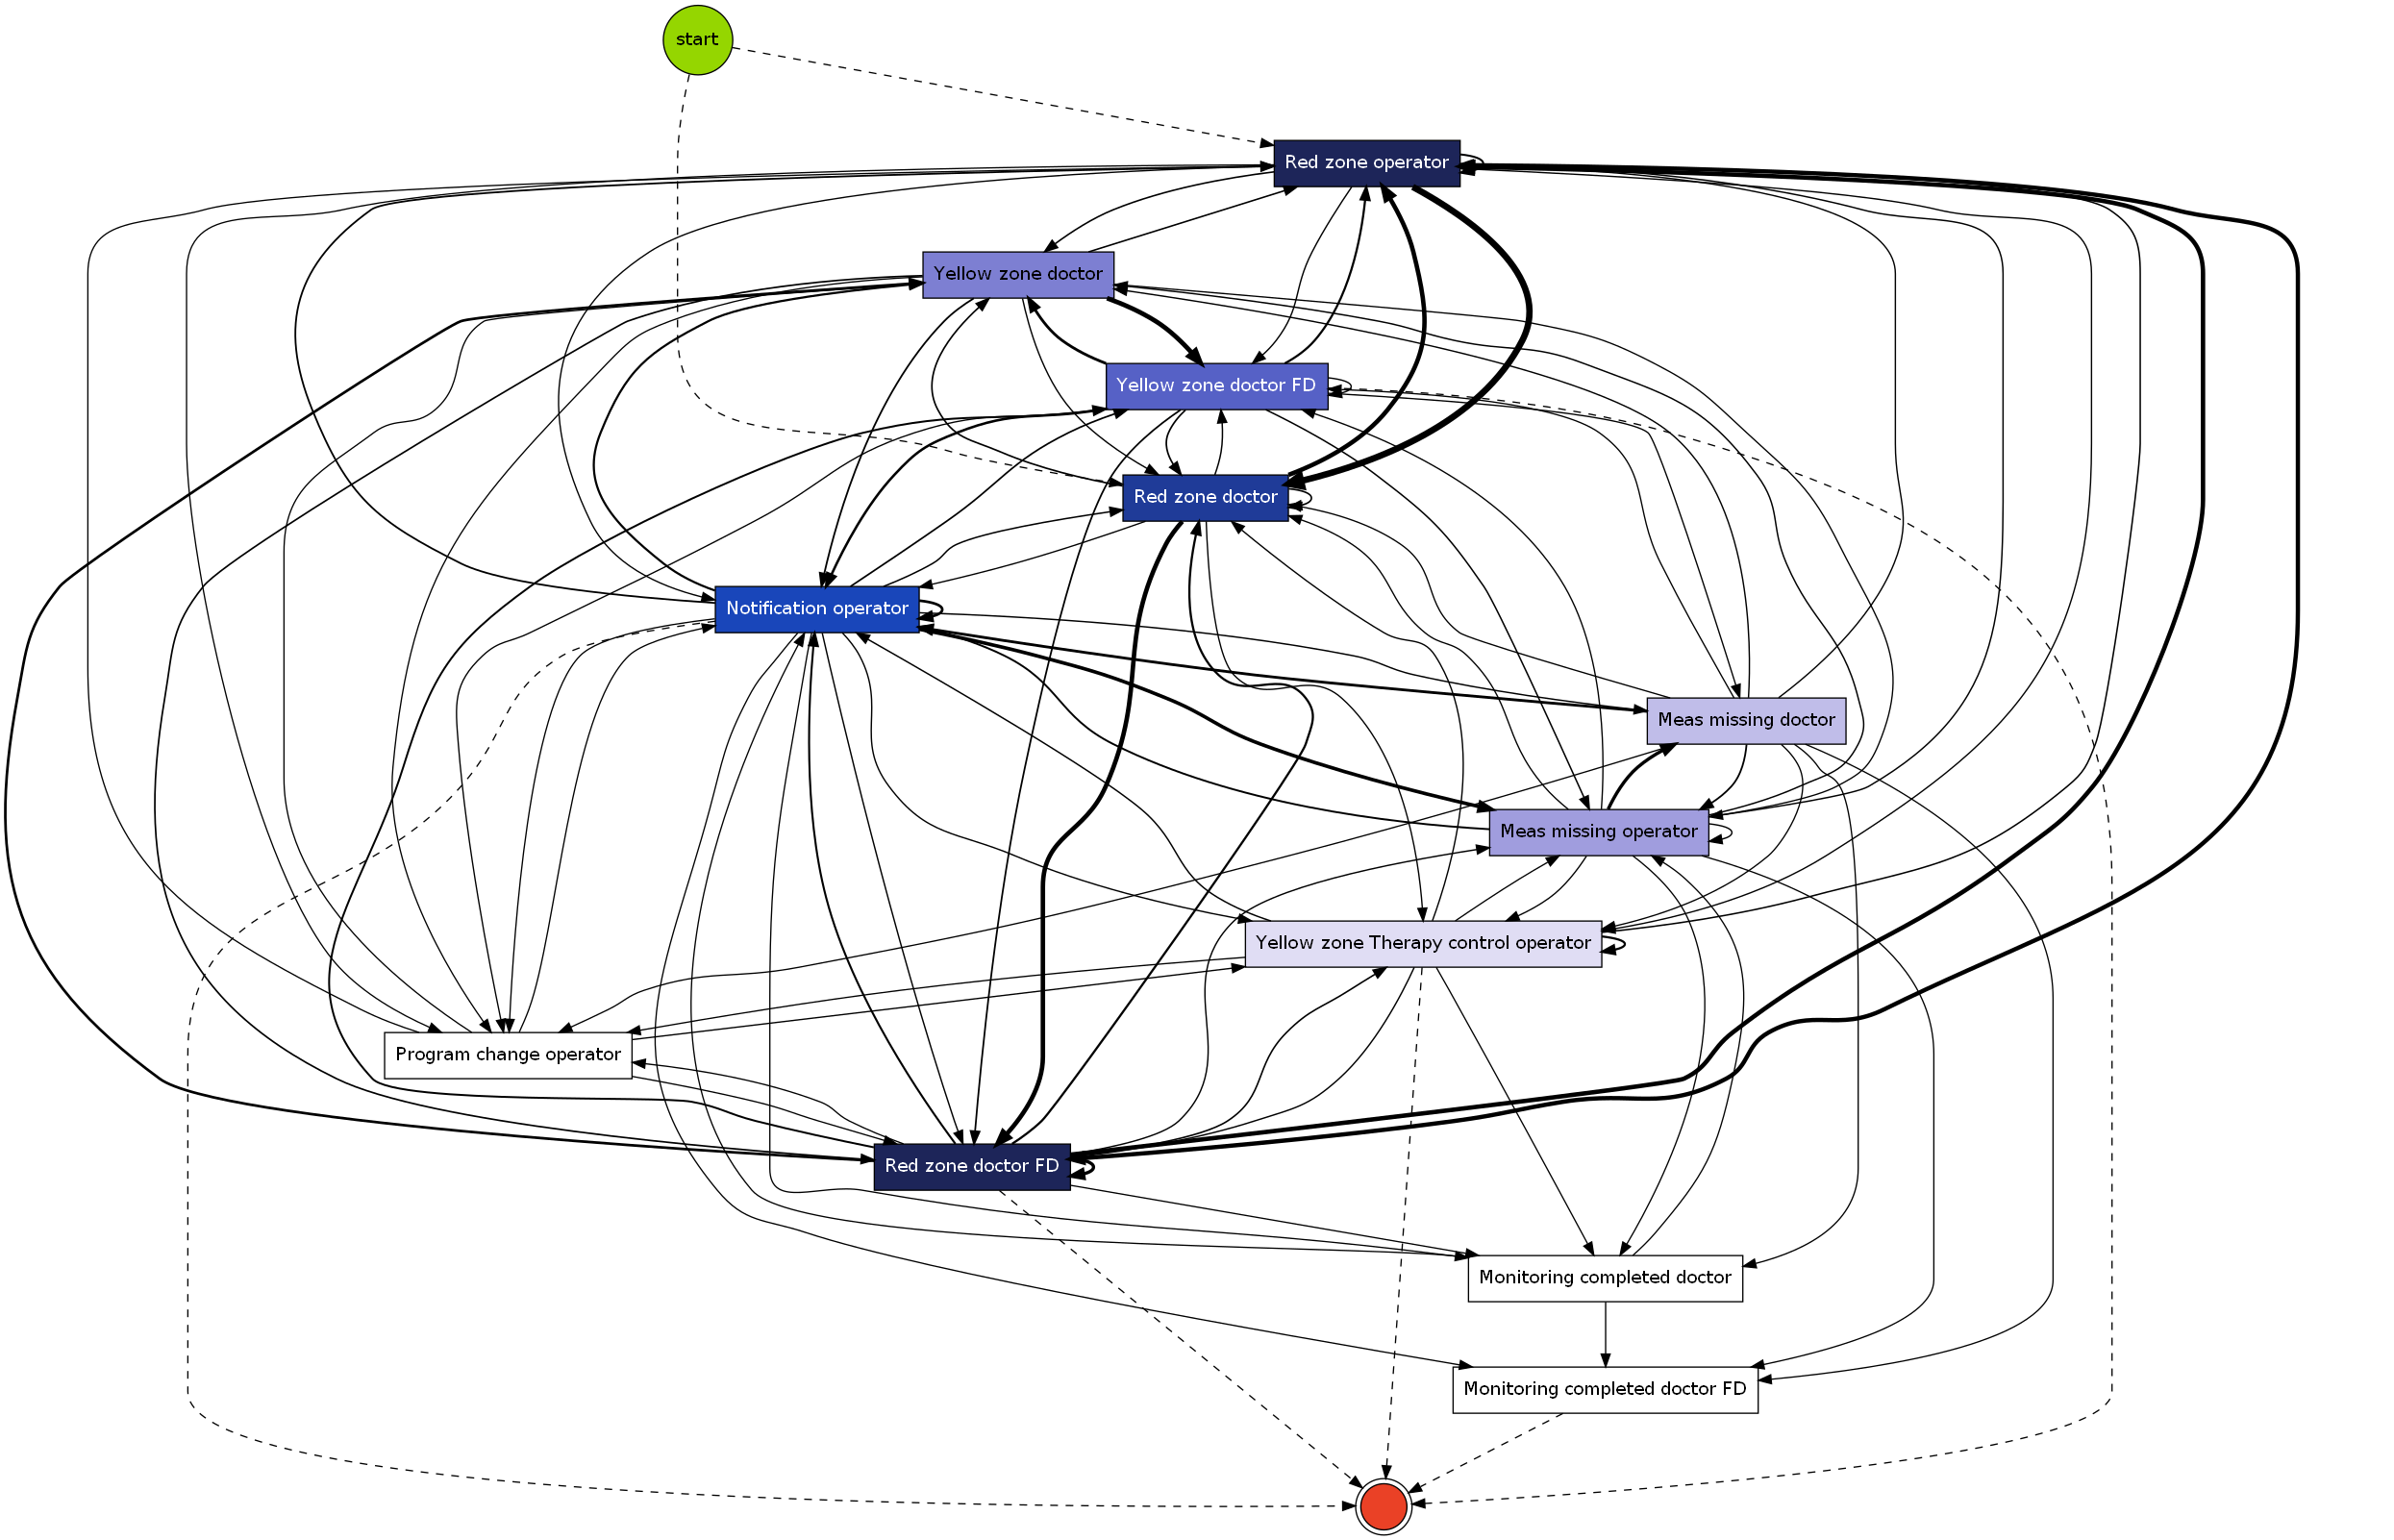 start
Red zone operator
Yellow zone doctor
Yellow zone doctor FD
Red zone doctor
Notification operator
Meas missing doctor
Meas missing operator
Yellow zone Therapy control operator
Program change operator
Red zone doctor FD
Monitoring completed doctor
Monitoring completed doctor FD